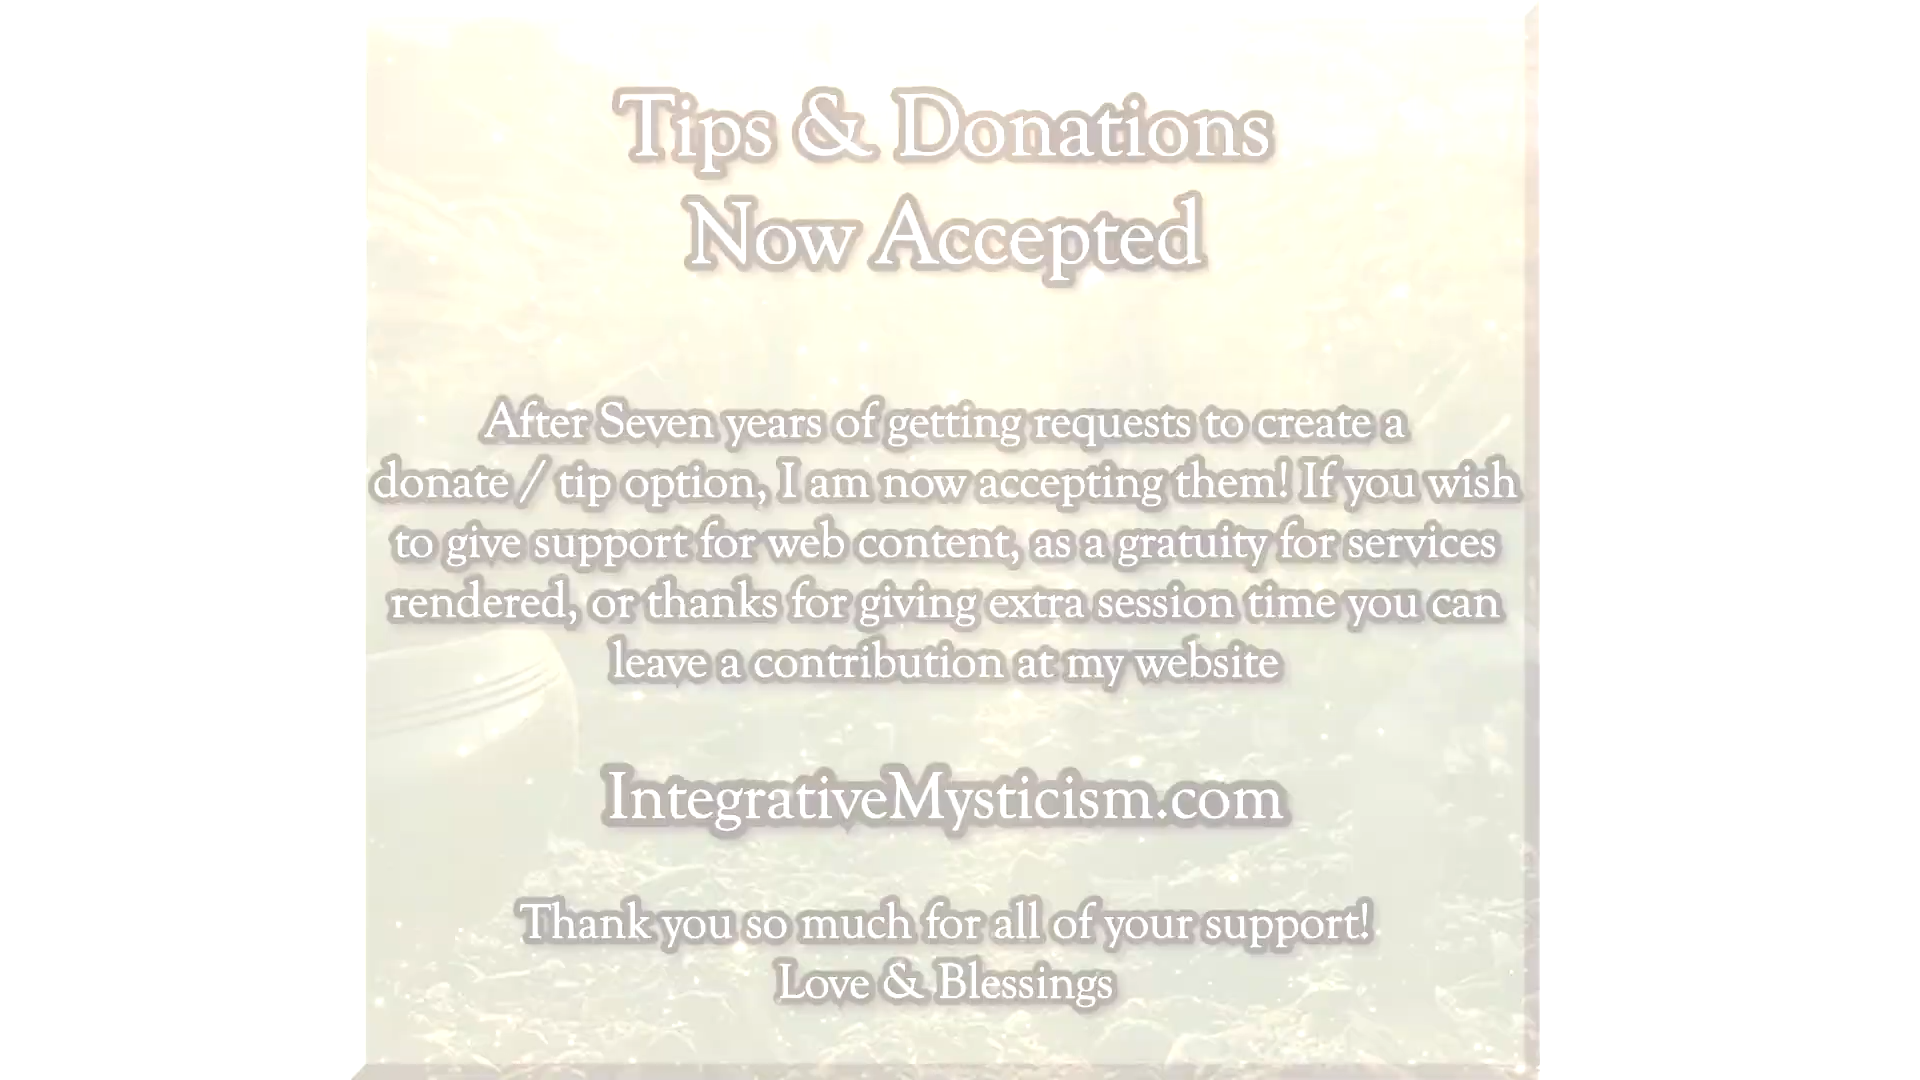 Tips & Donations
Now Accepted
After Seven years of getting requests to create a
donate / tip option, I am now accepting them! If you wish
to give support for web content, as a gratuity for services
rendered, or thanks for giving extra session time you can
leave a contribution at my website
IntegrativeMysticism.com
Thank you so much for all of your support!
Love & Blessings